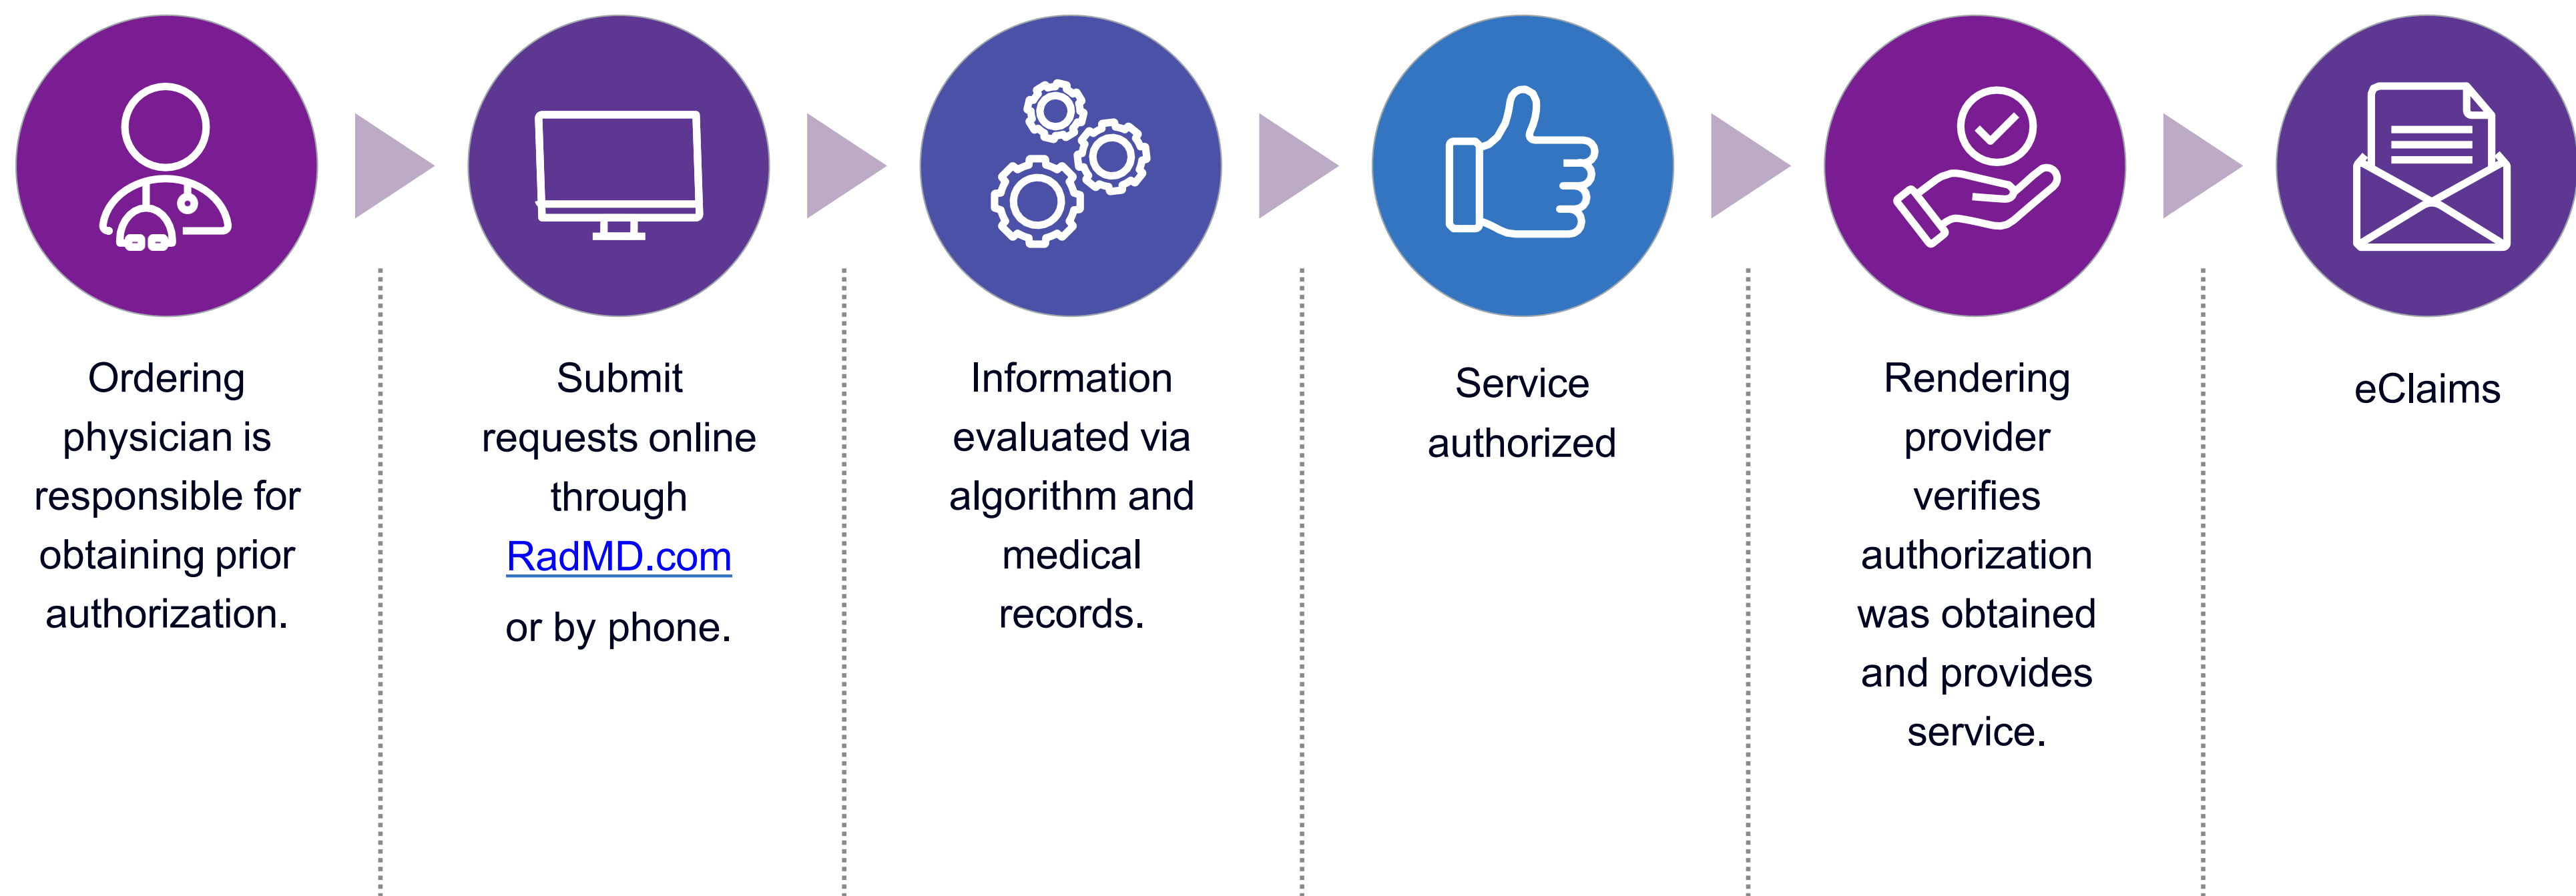 Ordering
physician is
responsible for
obtaining prior
authorization.
Submit
requests online
through
RadMD.com
or by phone.
Information
evaluated via
algorithm and
medical
records.
Service
authorized
Rendering
provider
verifies
authorization
was obtained
and provides
service.
eClaims